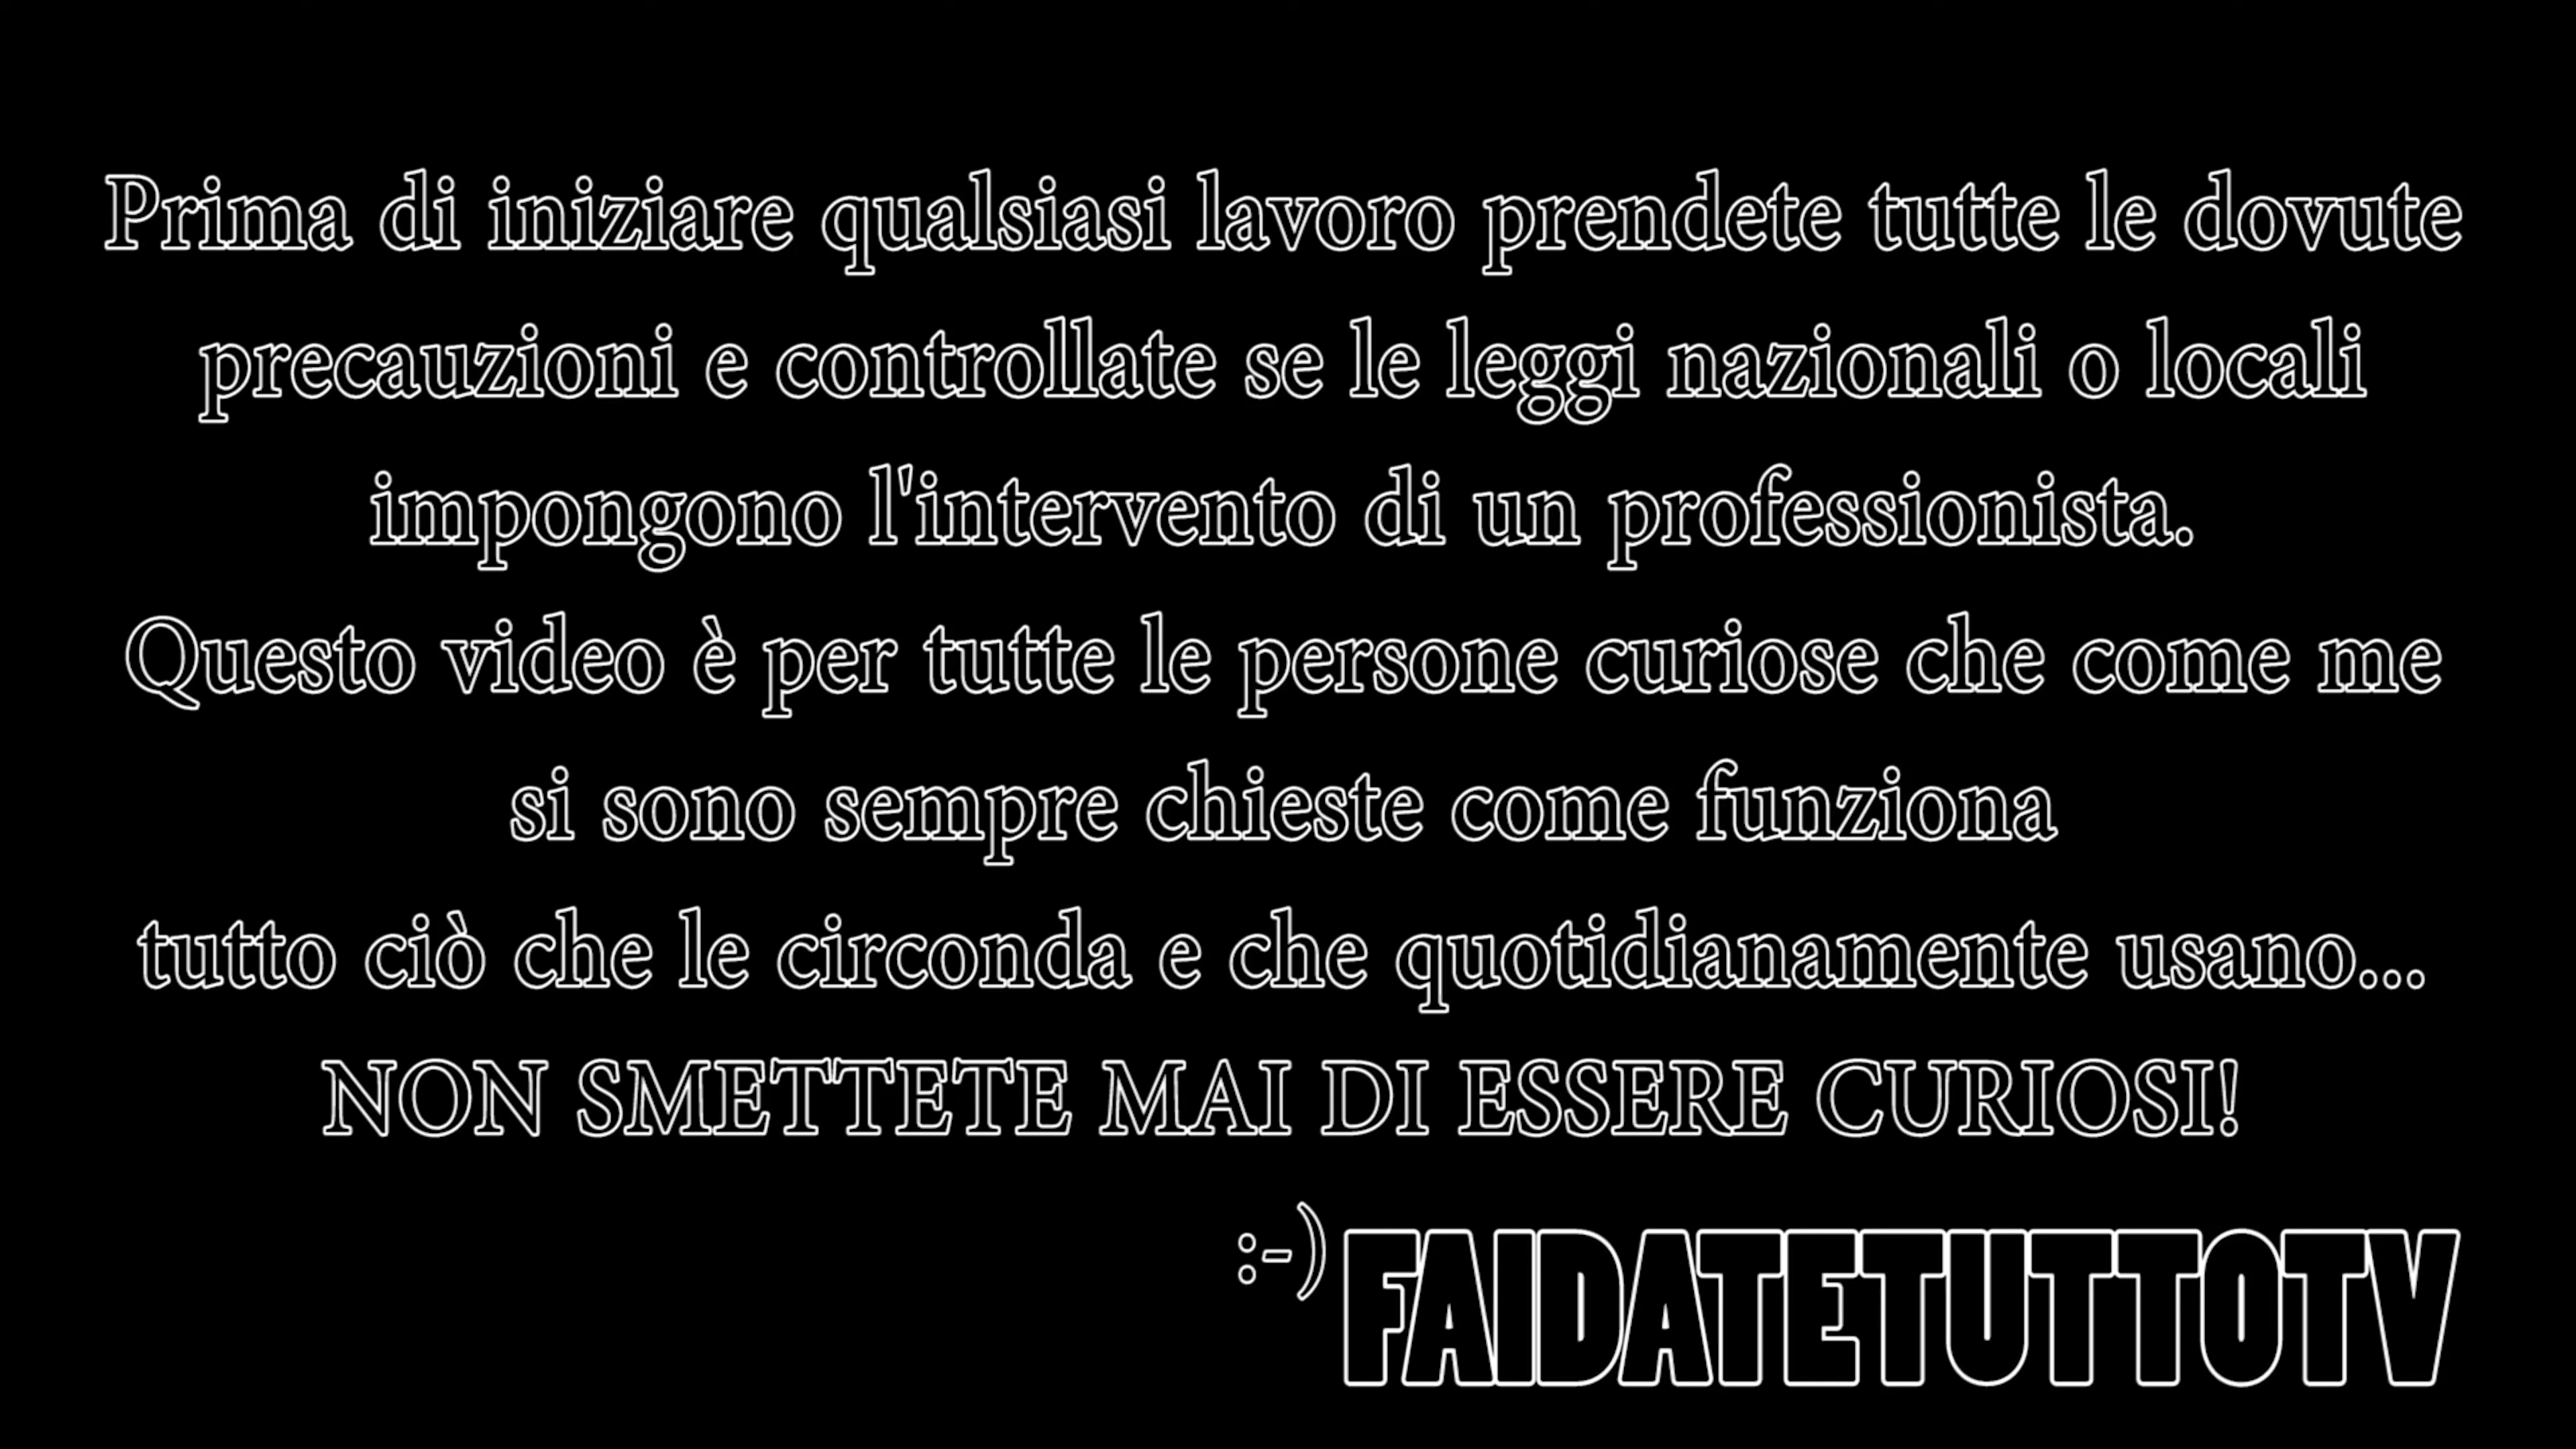 Prima di iniziare qualsiasi lavoro prendete tutte le dovute
precauzioni e controllate se le leggi nazionali o locali
impongono l'intervento di un professionista.
Questo video è per tutte le persone curiose che come me
si sono sempre chieste come funziona
tutto ciò che le circonda e che quotidianamente usano...
NON SMETTETE MAI DI ESSERE CURIOSI!
:-) FAIDATETUTTOTV